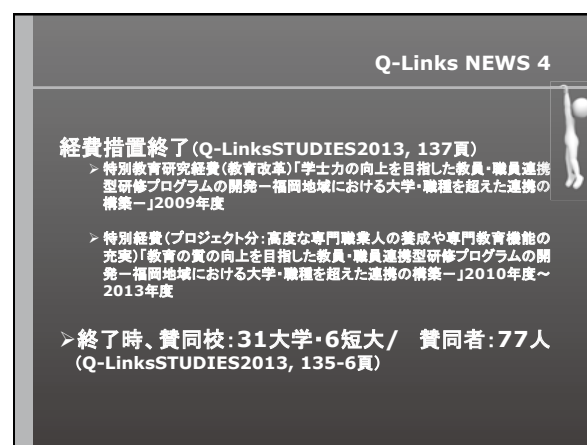 Q-Links NEWS 4
経費措置終了(Q-LinksSTUDIES2013, 137頁)
➢特別教育研究経費(教育改革)「学士力の向上を目指した教員・職員連携
型研修プログラムの開発－福岡地域における大学・職種を超えた連携の
構築－」2009年度
➢特別経費(プロジェクト分:高度な専門職業人の養成や専門教育機能の
充実)「教育の質の向上を目指した教員・職員連携型研修プログラムの開
発－福岡地域における大学・職種を超えた連携の構築－」2010年度～
2013年度
➢終了時、賛同校:31大学・6短大/　賛同者:77人
(Q-LinksSTUDIES2013, 135-6頁)